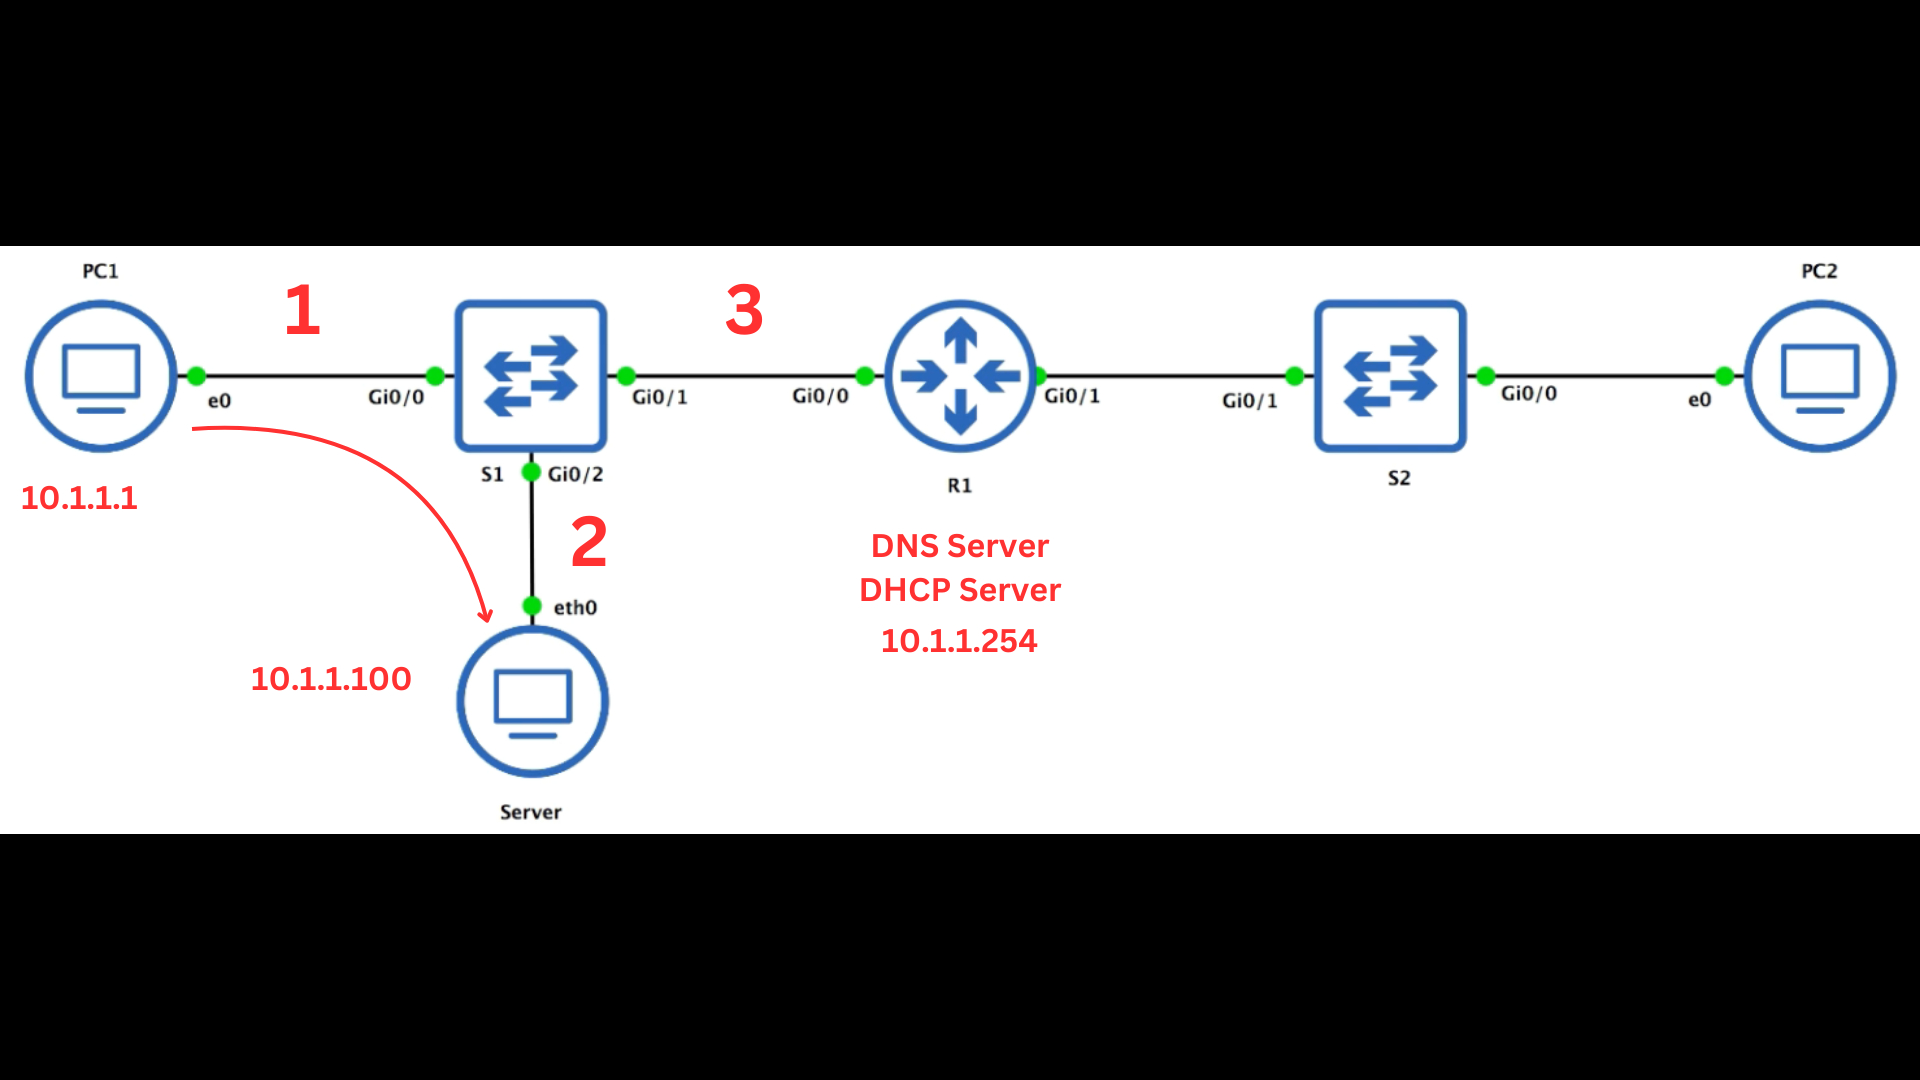 PC1
1
3
PC2
e0
Gi0/0
Gi0/1
Gi0/0
Gi0/1
Gi0/1
Gi0/0
e0
10.1.1.1
S1
Gi0/2
R1
S2
2
DNS Server
DHCP Server
10.1.1.254
eth0
10.1.1.100
Server